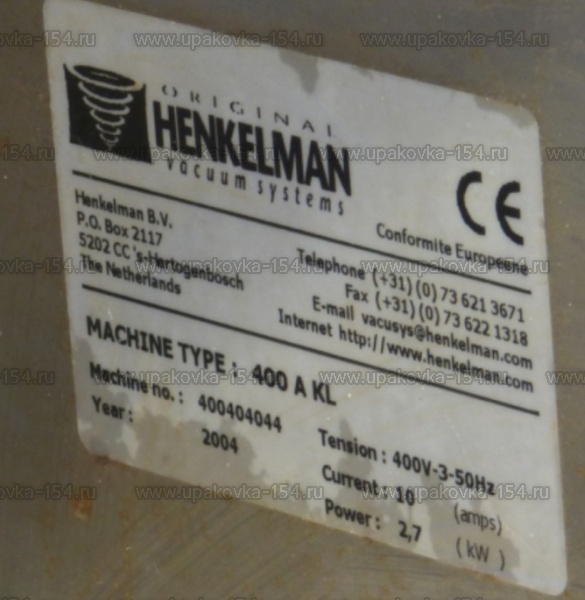 ORIGINAL
HENKELMAN
vacuum systems
CE
Conformite Europeene
Henkelman B.V.
P.O. Box 2117
5202 CC 's-Hertogenbosch
The Netherlands
Telephone (+31) (0) 73 621 3671
Fax (+31) (0) 73 622 1318
E-mail vacusys@henkelman.com
Internet http://www.henkelman.com
MACHINE TYPE : 400 A KL
Machine no. : 400404044
Year : 2004
Tension : 400V-3-50Hz
Current : 10 (amps)
Power : 2,7 (kW)
www.upakovka-154.ru